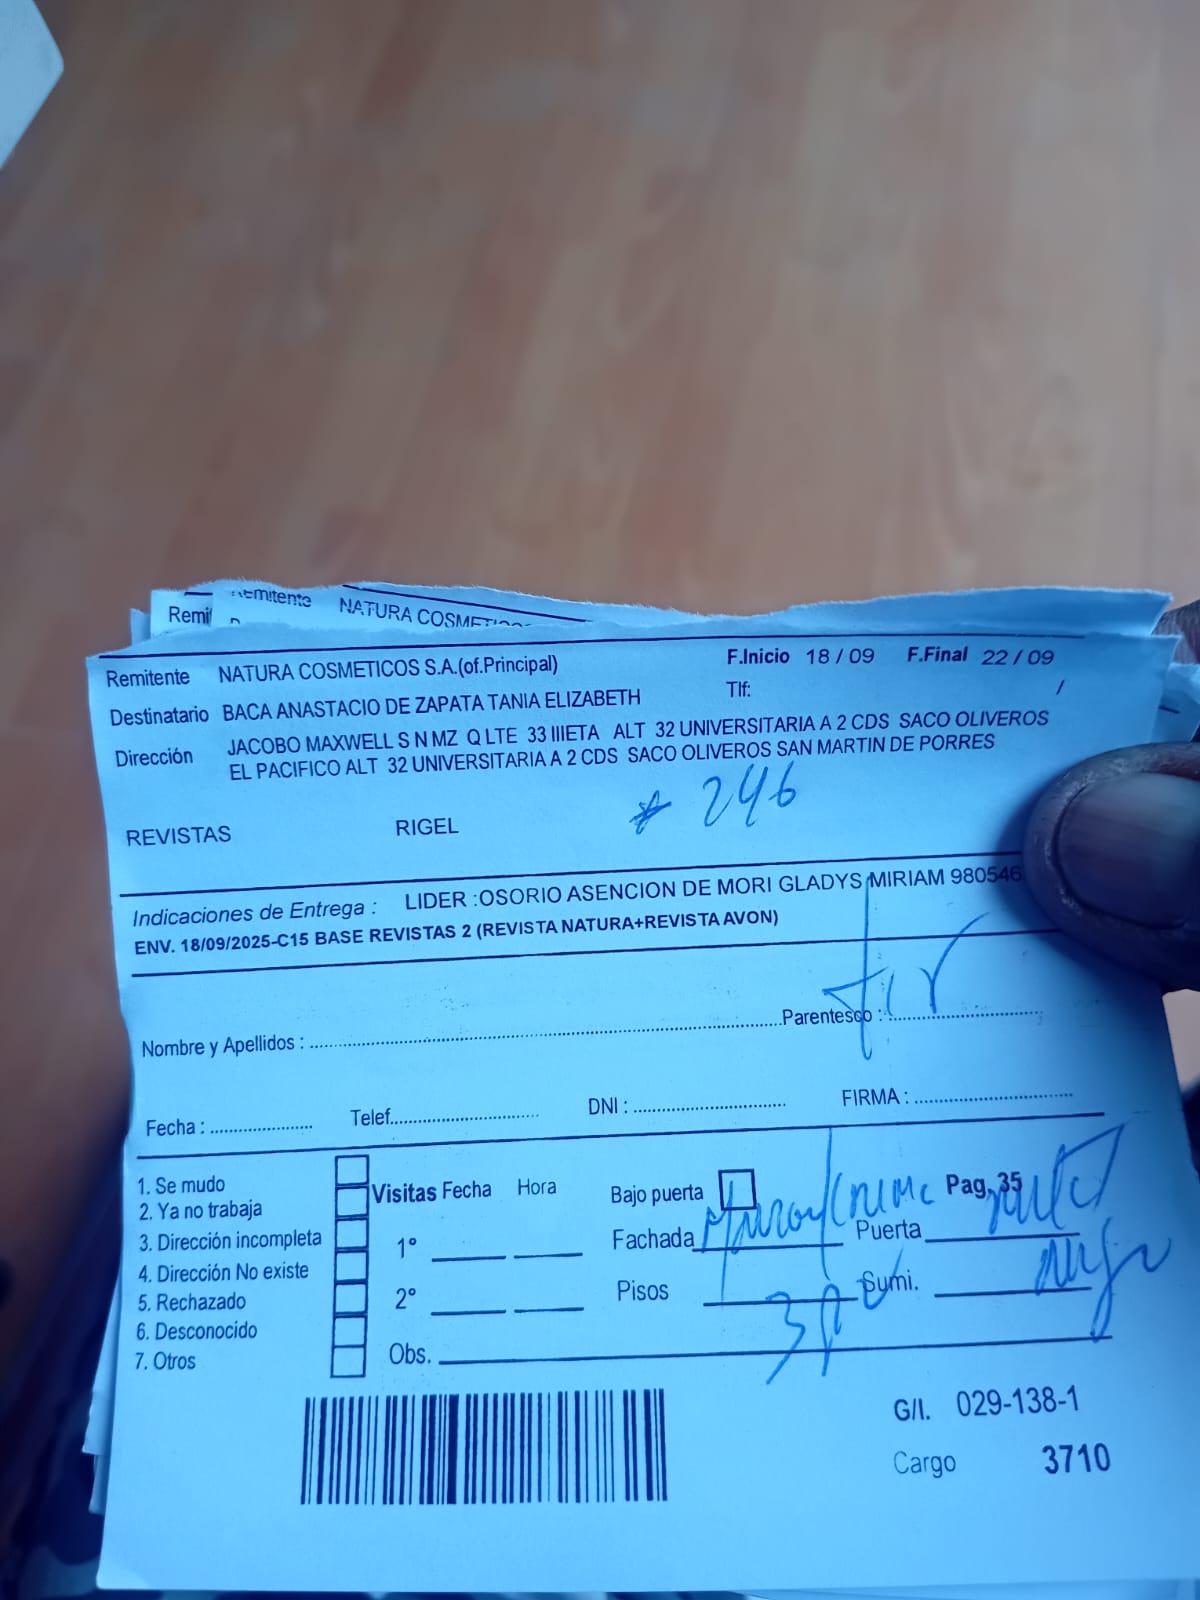 Remi
Remitente NATURA COSMETICOS
Remitente NATURA COSMETICOS S.A.(of.Principal) F.Inicio 18 / 09 F.Final 22 / 09
Destinatario BACA ANASTACIO DE ZAPATA TANIA ELIZABETH Tlf: /
Dirección JACOBO MAXWELL S N MZ Q LTE 33 IIIETA ALT 32 UNIVERSITARIA A 2 CDS SACO OLIVEROS
EL PACIFICO ALT 32 UNIVERSITARIA A 2 CDS SACO OLIVEROS SAN MARTIN DE PORRES
* 246
REVISTAS RIGEL
Indicaciones de Entrega : LIDER :OSORIO ASENCION DE MORI GLADYS MIRIAM 980546
ENV. 18/09/2025-C15 BASE REVISTAS 2 (REVISTA NATURA+REVISTA AVON)
Nombre y Apellidos : Parentesco :
Fecha : Telef. DNI : FIRMA :
1. Se mudo
2. Ya no trabaja
3. Dirección incompleta
4. Dirección No existe
5. Rechazado
6. Desconocido
7. Otros
Visitas Fecha Hora
1°
2°
Obs.
Bajo puerta Pag. 35
Fachada Puerta
Pisos Sumi.
G/I. 029-138-1
Cargo 3710